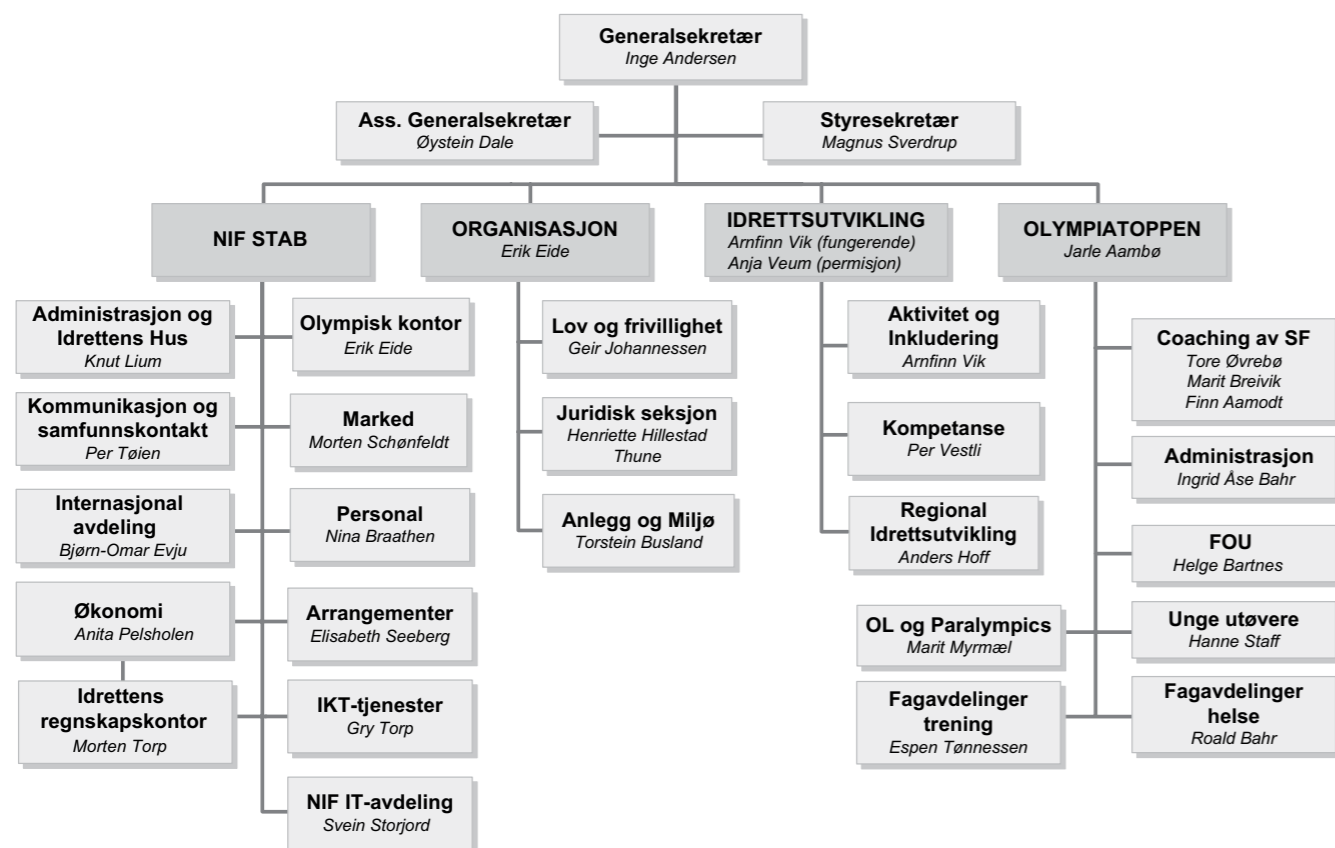 Generalsekretær
Inge Andersen
Ass. Generalsekretær
Øystein Dale
Styresekretær
Magnus Sverdrup
NIF STAB
ORGANISASJON
Erik Eide
IDRETTSUTVIKLING
Arnfinn Vik (fungerende)
Anja Veum (permisjon)
OLYMPIATOPPEN
Jarle Aambø
Administrasjon og
Idrettens Hus
Knut Lium
Olympisk kontor
Erik Eide
Kommunikasjon og
samfunnskontakt
Per Tøien
Marked
Morten Schønfeldt
Internasjonal
avdeling
Bjørn-Omar Evju
Personal
Nina Braathen
Økonomi
Anita Pelsholen
Arrangementer
Elisabeth Seeberg
Idrettens
regnskapskontor
Morten Torp
IKT-tjenester
Gry Torp
NIF IT-avdeling
Svein Storjord
Lov og frivillighet
Geir Johannessen
Juridisk seksjon
Henriette Hillestad
Thune
Anlegg og Miljø
Torstein Busland
Aktivitet og
Inkludering
Arnfinn Vik
Kompetanse
Per Vestli
Regional
Idrettsutvikling
Anders Hoff
Coaching av SF
Tore Øvrebø
Marit Breivik
Finn Aamodt
Administrasjon
Ingrid Åse Bahr
FOU
Helge Bartnes
OL og Paralympics
Marit Myrmæl
Unge utøvere
Hanne Staff
Fagavdelinger
trening
Espen Tønnessen
Fagavdelinger
helse
Roald Bahr